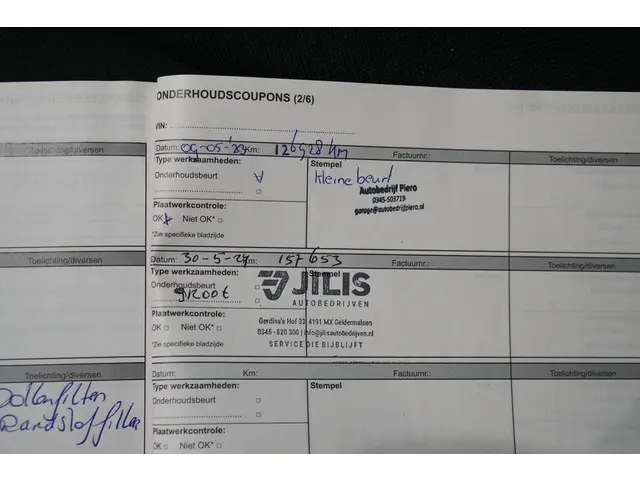 ONDERHOUDSCOUPONS (2/6)
VIN:
Toelichting/diversen
Datum: 09-05-'23 Km: 126928 km Factuurnr.: Toelichting/diversen
Type werkzaamheden: Stempel
Onderhoudsbeurt V Kleine beurt
Autobedrijf Piero
0345-503719
garage@autobedrijfpiero.nl
Plaatwerkcontrole:
OK X Niet OK*
*Zie specifieke bladzijde
Toelichting/diversen
Datum: 30-5-24 Km: 157653 Factuurnr.: Toelichting/diversen
Type werkzaamheden: Stempel
Onderhoudsbeurt
groot
JILIS
AUTOBEDRIJVEN
Gerdina's Hof 33 4191 MX Geldermalsen
0345 - 820 300 | info@jilisautobedrijven.nl
SERVICE DIE BIJBLIJFT
Plaatwerkcontrole:
OK Niet OK*
*Zie specifieke bladzijde
Toelichting/diversen
Datum: Km: Factuurnr.: Toelichting/diversen
Type werkzaamheden: Stempel
Onderhoudsbeurt
Plaatwerkcontrole:
OK Niet OK*
Pollenfilter
Brandstoffilter